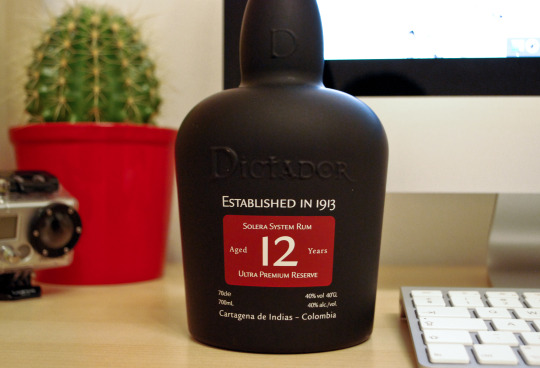 D
Dictador
ESTABLISHED IN 1913
SOLERA SYSTEM RUM
Aged 12 Years
ULTRA PREMIUM RESERVE
70cle 40%vol 40°GL
700mL 40% alc./vol.
Cartagena de Indias - Colombia